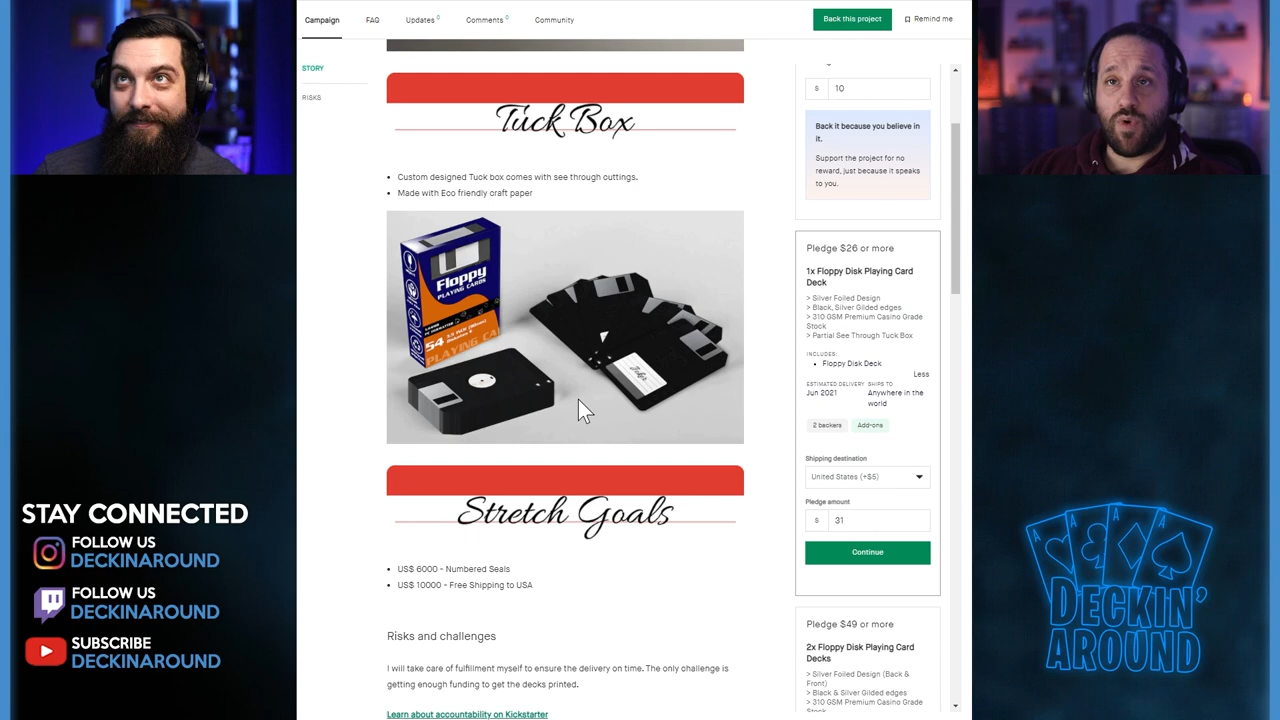 Campaign
FAQ
Updates 0
Comments 0
Community
Back this project
Remind me
STORY
RISKS
Tuck Box
Custom designed Tuck box comes with see through cuttings.
Made with Eco friendly craft paper
Floppy
PLAYING CARDS
54
PLAYING CA
Joker
Stretch Goals
US$ 6000 - Numbered Seals
US$ 10000 - Free Shipping to USA
Risks and challenges
I will take care of fulfillment myself to ensure the delivery on time. The only challenge is
getting enough funding to get the decks printed.
Learn about accountability on Kickstarter
$ 10
Back it because you believe in
it.
Support the project for no
reward, just because it speaks
to you.
Pledge $26 or more
1x Floppy Disk Playing Card
Deck
> Silver Foiled Design
> Black, Silver Gilded edges
> 310 GSM Premium Casino Grade
Stock
> Partial See Through Tuck Box
INCLUDES:
Floppy Disk Deck
Less
ESTIMATED DELIVERY SHIPS TO
Jun 2021 Anywhere in the
world
2 backers Add-ons
Shipping destination
United States (+$5)
Pledge amount
$ 31
Continue
Pledge $49 or more
2x Floppy Disk Playing Card
Decks
> Silver Foiled Design (Back &
Front)
> Black & Silver Gilded edges
> 310 GSM Premium Casino Grade
Stock
STAY CONNECTED
FOLLOW US
DECKINAROUND
FOLLOW US
DECKINAROUND
SUBSCRIBE
DECKINAROUND
A A A A
DECKIN'
AROUND